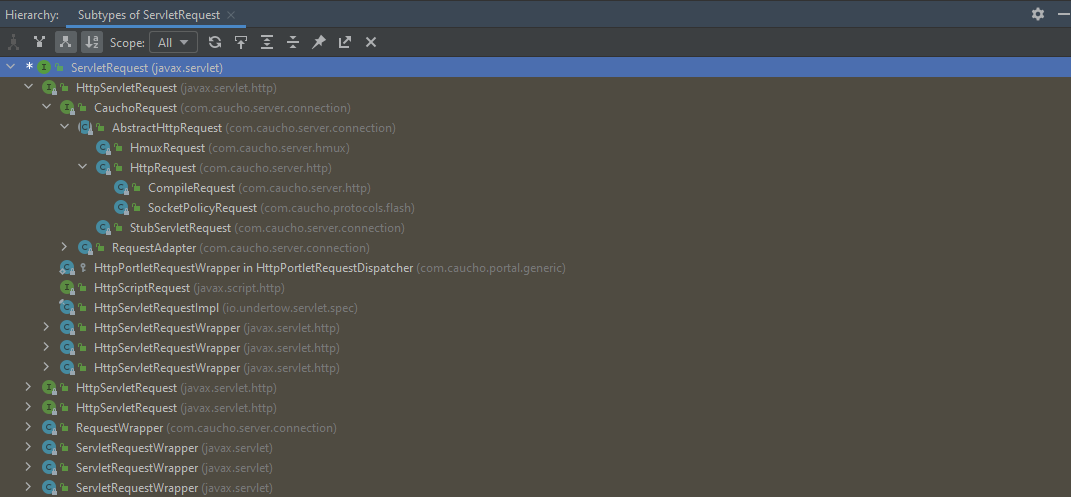 Hierarchy: Subtypes of ServletRequest
Scope: All
* ServletRequest (javax.servlet)
HttpServletRequest (javax.servlet.http)
CauchoRequest (com.caucho.server.connection)
AbstractHttpRequest (com.caucho.server.connection)
HmuxRequest (com.caucho.server.hmux)
HttpRequest (com.caucho.server.http)
CompileRequest (com.caucho.server.http)
SocketPolicyRequest (com.caucho.protocols.flash)
StubServletRequest (com.caucho.server.connection)
RequestAdapter (com.caucho.server.connection)
HttpPortletRequestWrapper in HttpPortletRequestDispatcher (com.caucho.portal.generic)
HttpScriptRequest (javax.script.http)
HttpServletRequestImpl (io.undertow.servlet.spec)
HttpServletRequestWrapper (javax.servlet.http)
HttpServletRequestWrapper (javax.servlet.http)
HttpServletRequestWrapper (javax.servlet.http)
HttpServletRequest (javax.servlet.http)
HttpServletRequest (javax.servlet.http)
RequestWrapper (com.caucho.server.connection)
ServletRequestWrapper (javax.servlet)
ServletRequestWrapper (javax.servlet)
ServletRequestWrapper (javax.servlet)